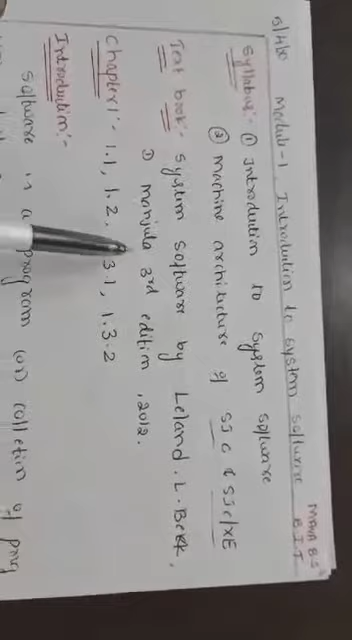 Module-1 Introduction to System Software
B.I.T
Syllabus:- ① Introduction to System software
② Machine architecture of SIC & SIC/XE
Text book:- System software by Leland. L. Beck,
① Manjula 3rd edition, 2012.
Chapter 1:- 1.1, 1.2, 3.1, 1.3.2
Introduction:-
Software is a program (or) colletion of prog